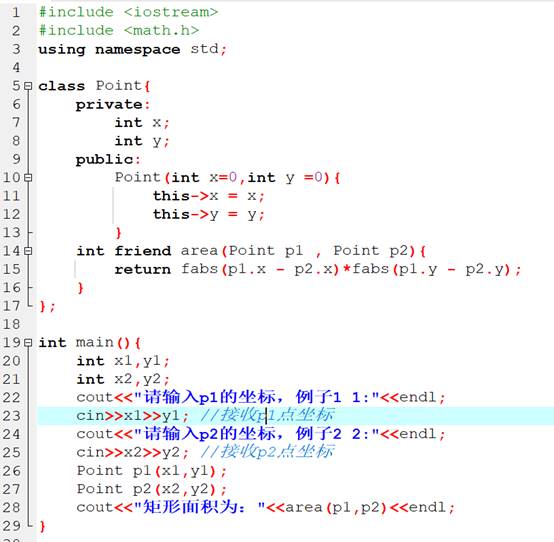 1 #include <iostream>
2 #include <math.h>
3 using namespace std;
4
5 class Point{
6     private:
7         int x;
8         int y;
9     public:
10         Point(int x=0,int y =0){
11             this->x = x;
12             this->y = y;
13         }
14     int friend area(Point p1 , Point p2){
15         return fabs(p1.x - p2.x)*fabs(p1.y - p2.y);
16     }
17 };
18
19 int main(){
20     int x1,y1;
21     int x2,y2;
22     cout<<"请输入p1的坐标，例子1 1:"<<endl;
23     cin>>x1>>y1; //接收p1点坐标
24     cout<<"请输入p2的坐标，例子2 2:"<<endl;
25     cin>>x2>>y2; //接收p2点坐标
26     Point p1(x1,y1);
27     Point p2(x2,y2);
28     cout<<"矩形面积为："<<area(p1,p2)<<endl;
29 }